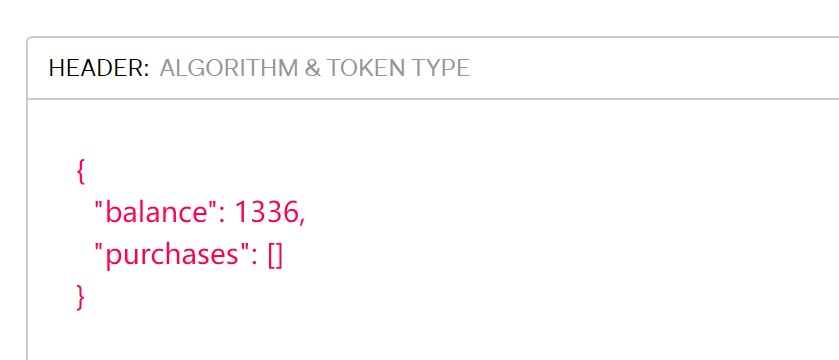 HEADER: ALGORITHM & TOKEN TYPE
{
"balance": 1336,
"purchases": []
}